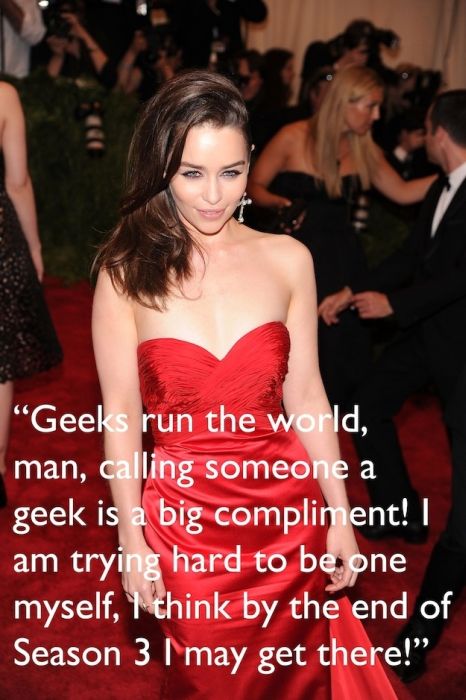 “Geeks run the world,
man, calling someone a
geek is a big compliment! I
am trying hard to be one
myself, I think by the end of
Season 3 I may get there!”